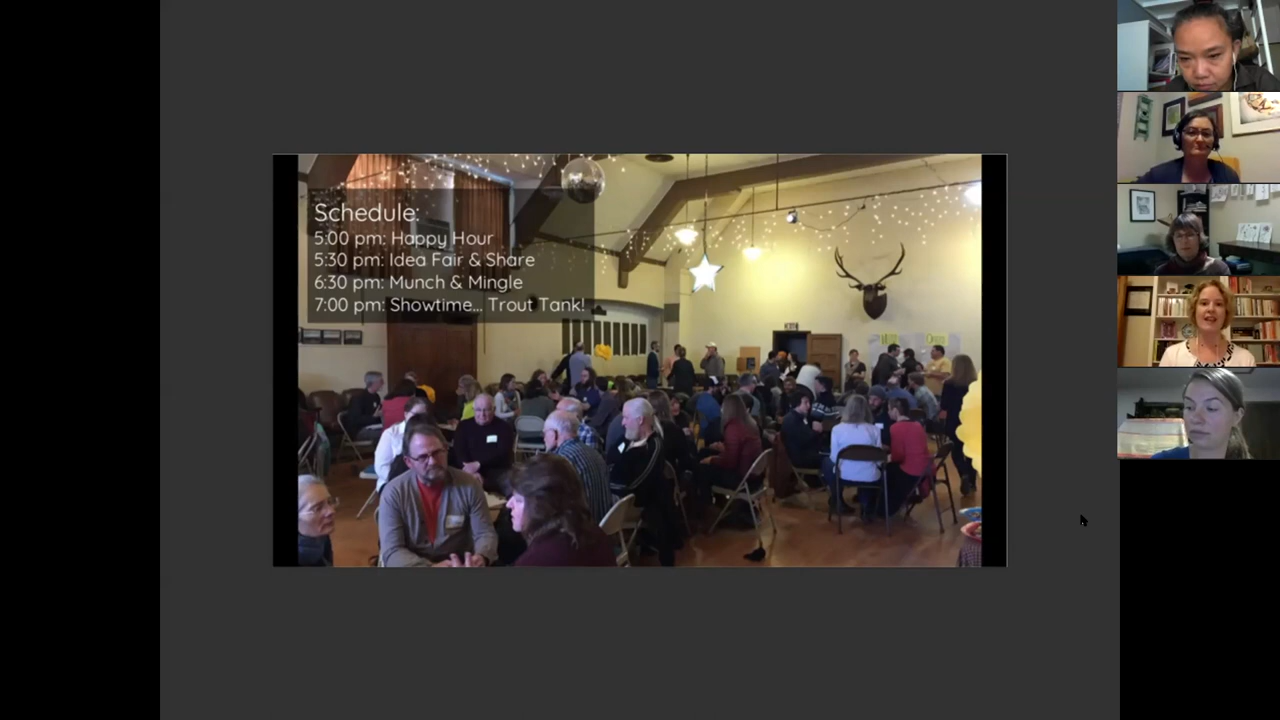 Schedule:
5:00 pm: Happy Hour
5:30 pm: Idea Fair & Share
6:30 pm: Munch & Mingle
7:00 pm: Showtime... Trout Tank!